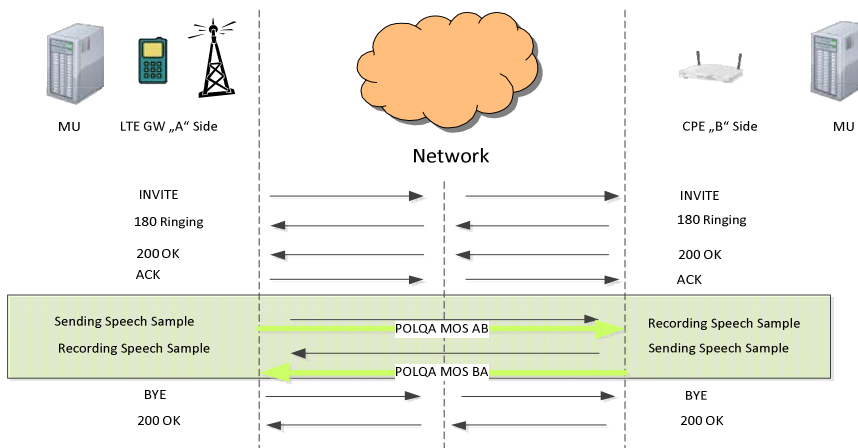 MU
LTE GW „A“ Side
CPE „B“ Side
MU
Network
INVITE
INVITE
180 Ringing
180 Ringing
200 OK
200 OK
ACK
ACK
Sending Speech Sample
Recording Speech Sample
POLQA MOS AB
Recording Speech Sample
Sending Speech Sample
POLQA MOS BA
BYE
BYE
200 OK
200 OK